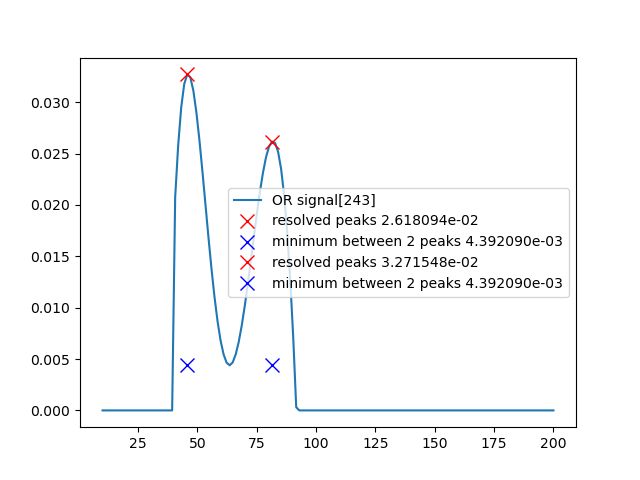 0.030
0.025
0.020
0.015
0.010
0.005
0.000
OR signal[243]
resolved peaks 2.618094e-02
minimum between 2 peaks 4.392090e-03
resolved peaks 3.271548e-02
minimum between 2 peaks 4.392090e-03
25 50 75 100 125 150 175 200